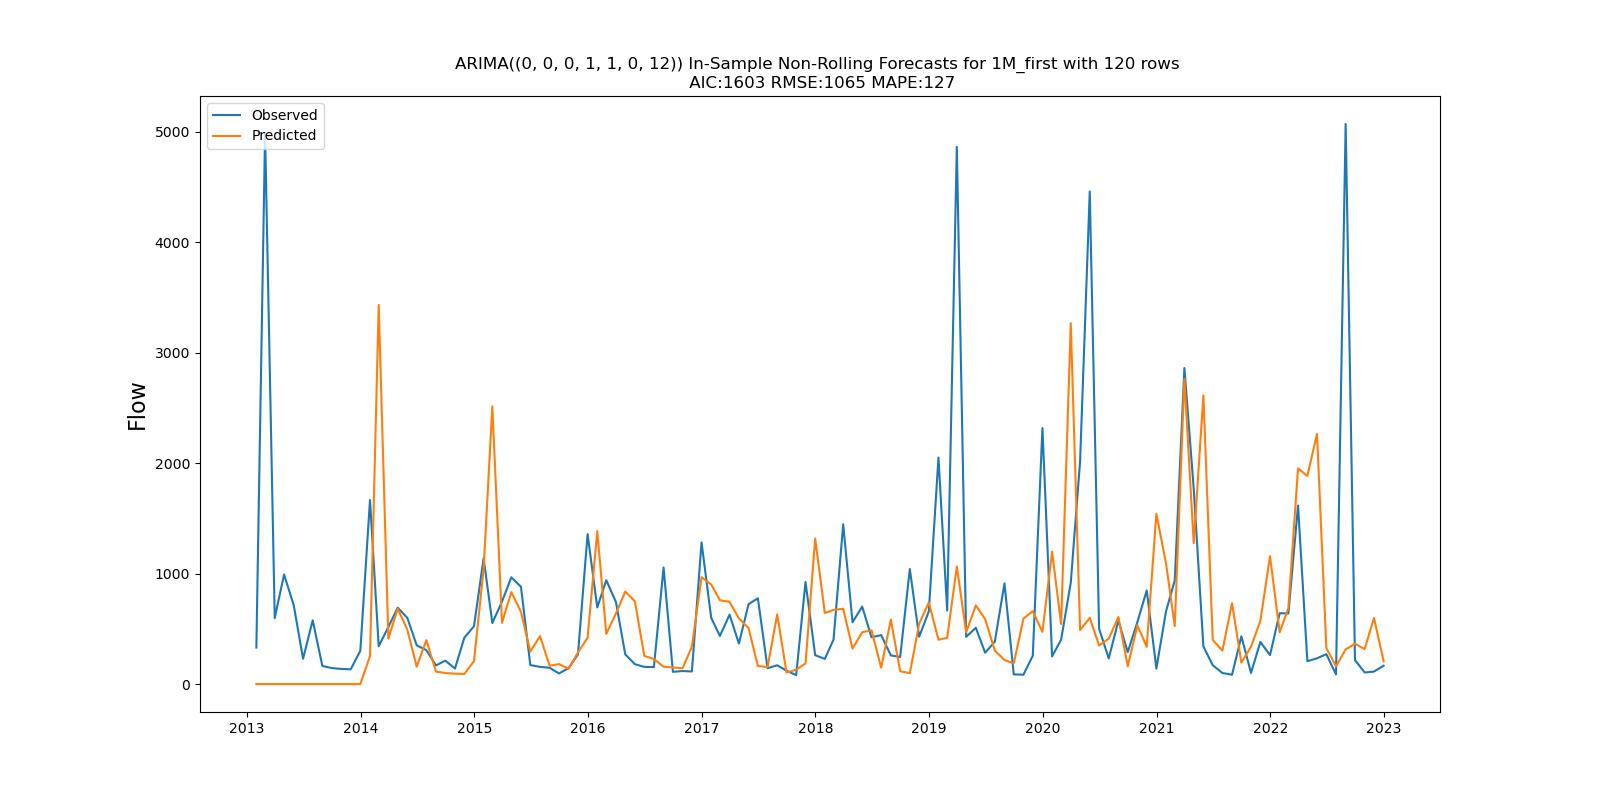 ARIMA((0, 0, 0, 1, 1, 0, 12)) In-Sample Non-Rolling Forecasts for 1M_first with 120 rows
AIC:1603 RMSE:1065 MAPE:127
Observed
Predicted
5000
4000
3000
2000
1000
0
Flow
2013 2014 2015 2016 2017 2018 2019 2020 2021 2022 2023